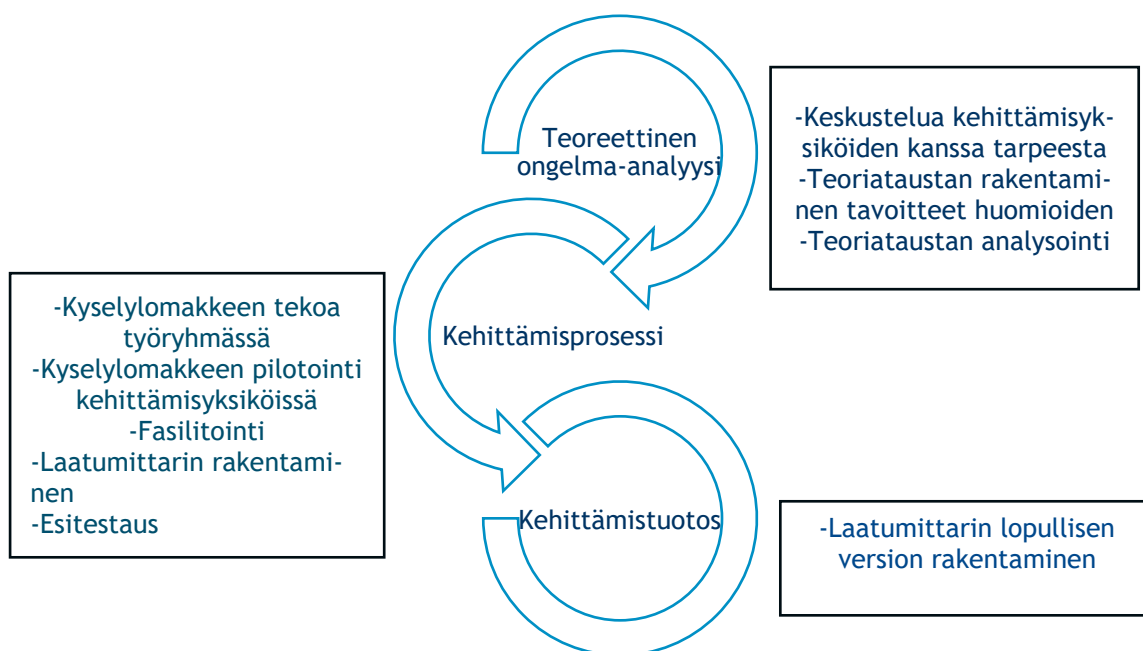 Teoreettinen
ongelma-analyysi
-Keskustelua kehittämisyk-
siköiden kanssa tarpeesta
-Teoriataustan rakentami-
nen tavoitteet huomioiden
-Teoriataustan analysointi
-Kyselylomakkeen tekoa
työryhmässä
-Kyselylomakkeen pilotointi
kehittämisyksiköissä
-Fasilitointi
-Laatumittarin rakentami-
nen
-Esitestaus
Kehittämisprosessi
Kehittämistuotos
-Laatumittarin lopullisen
version rakentaminen